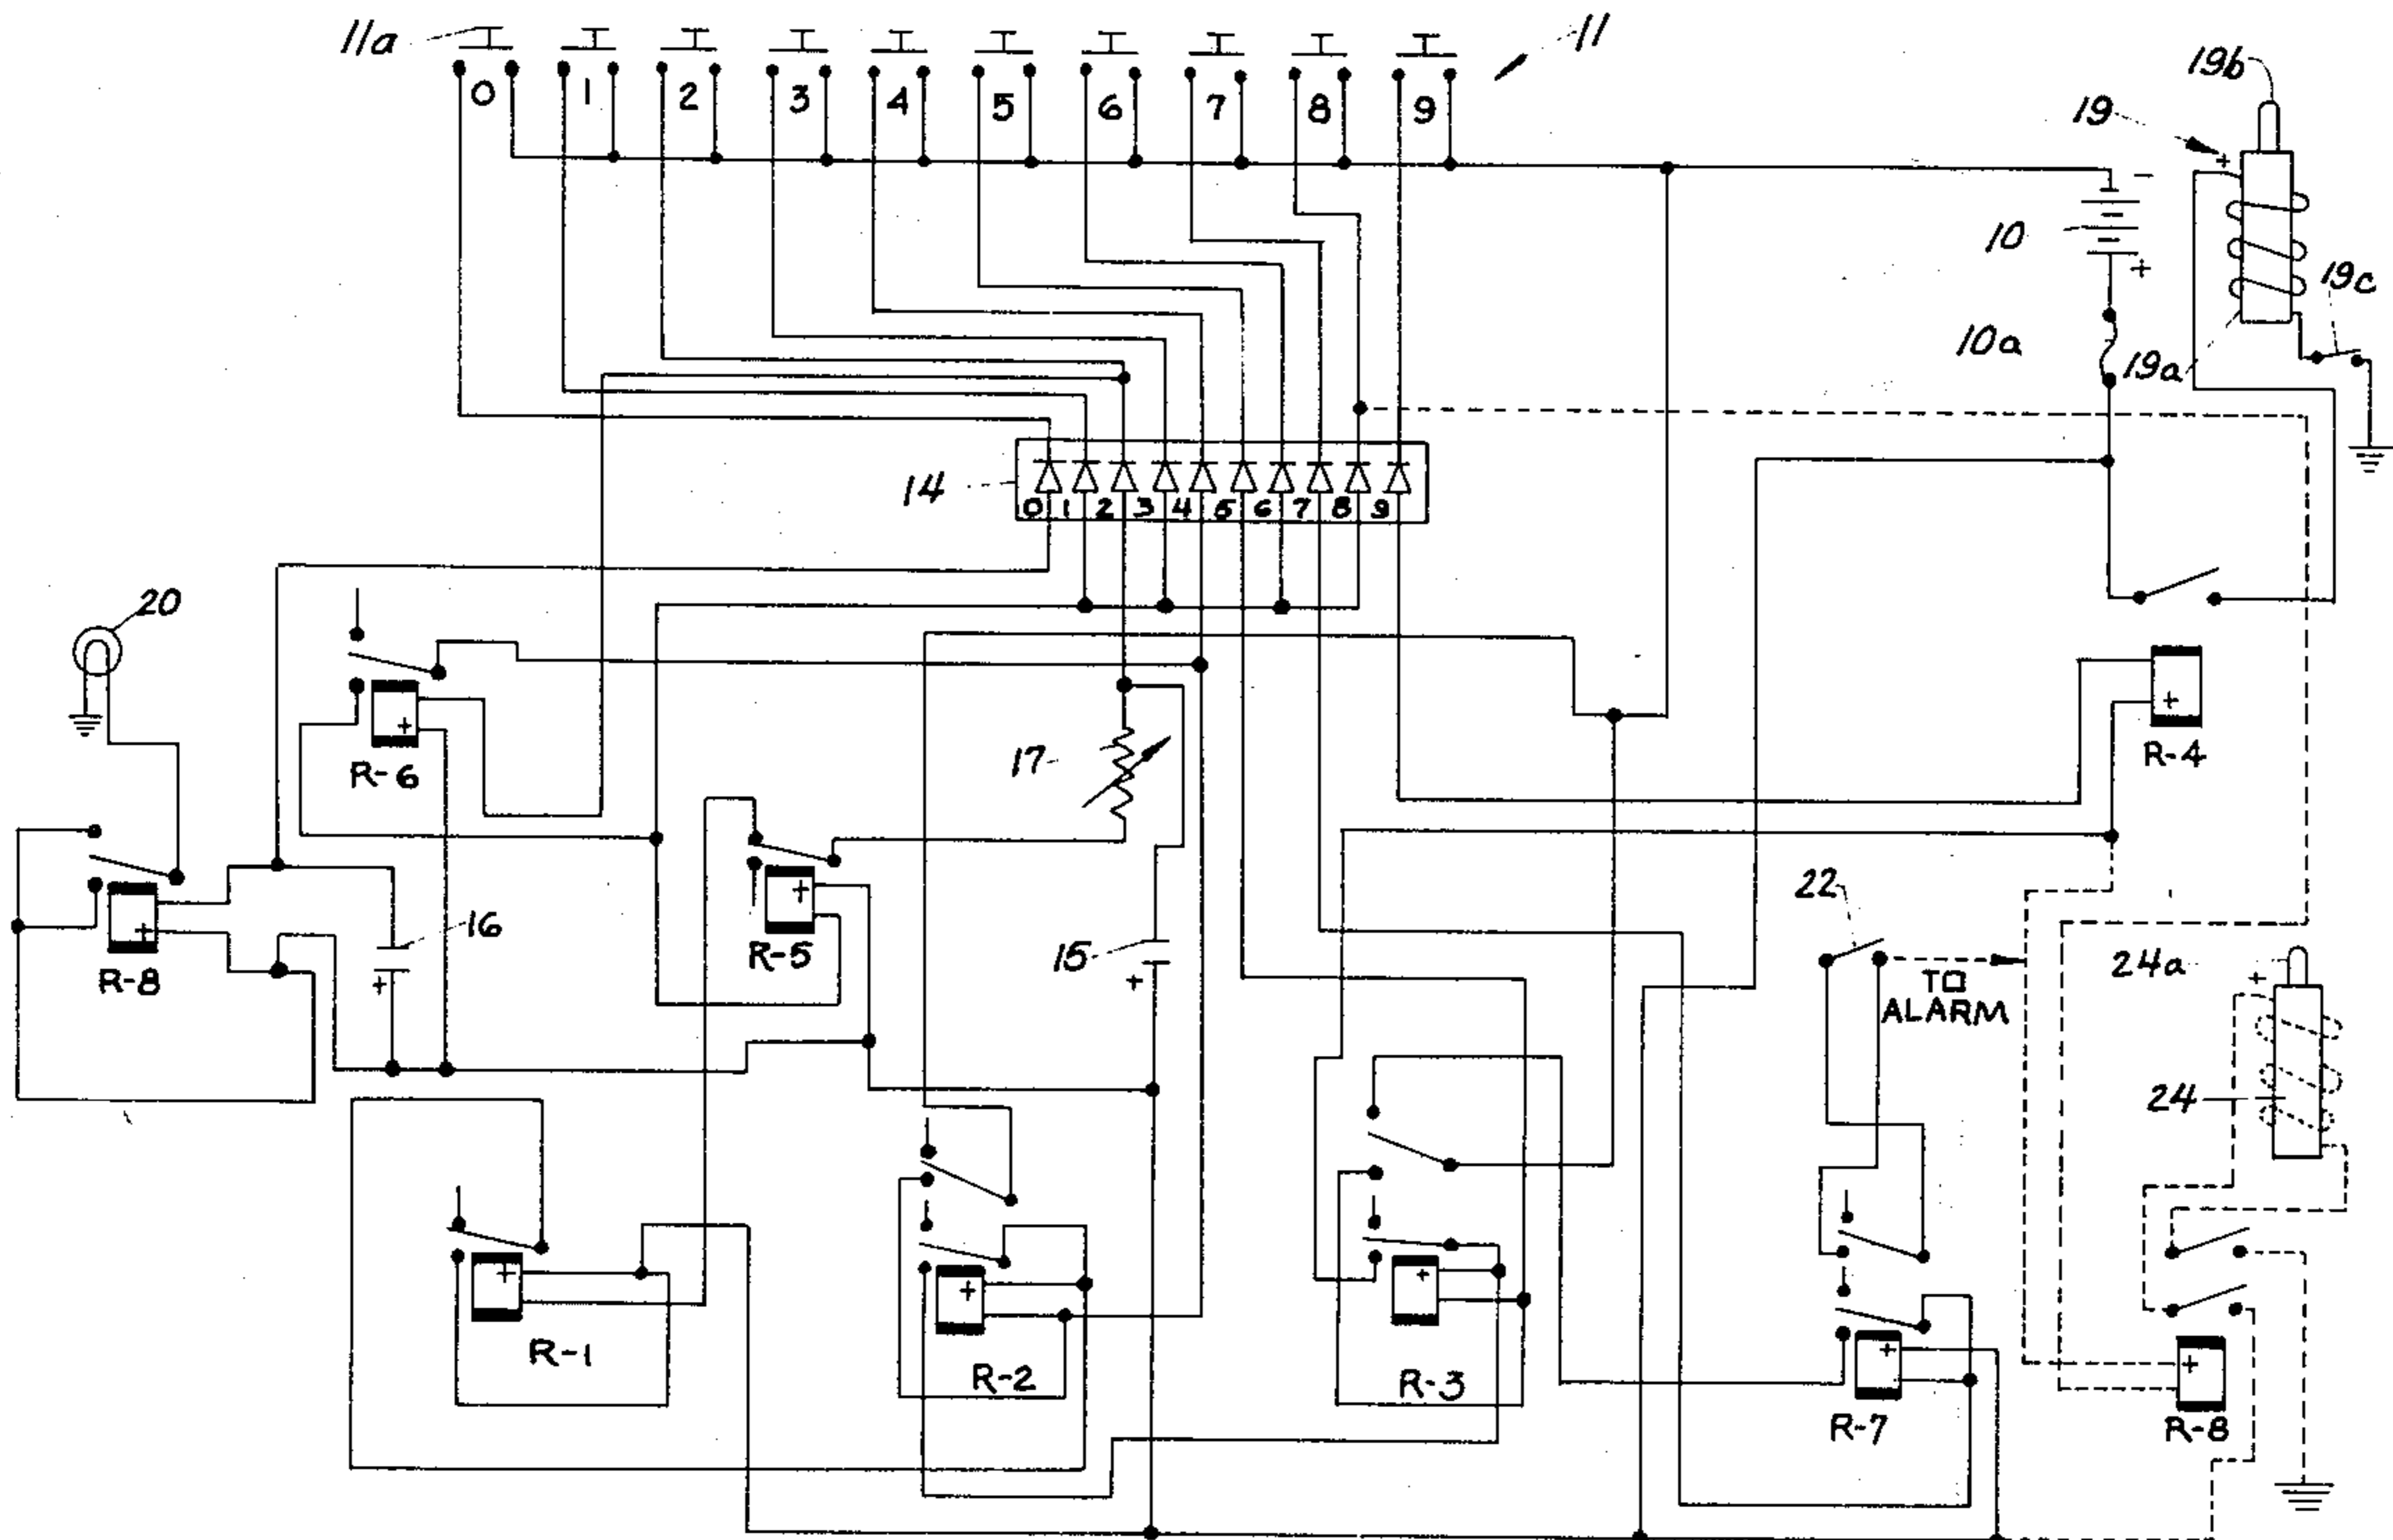 11a
11
0 1 2 3 4 5 6 7 8 9
19b
19
+
−
10
+
19c
10a
19a
14
0 1 2 3 4 5 6 7 8 9
20
+
R-6
+
R-4
17
22
+
R-8
16
+
+
R-5
15
+
TO
ALARM
24a
+
24
+
R-1
+
R-2
+
R-3
+
R-7
+
R-8